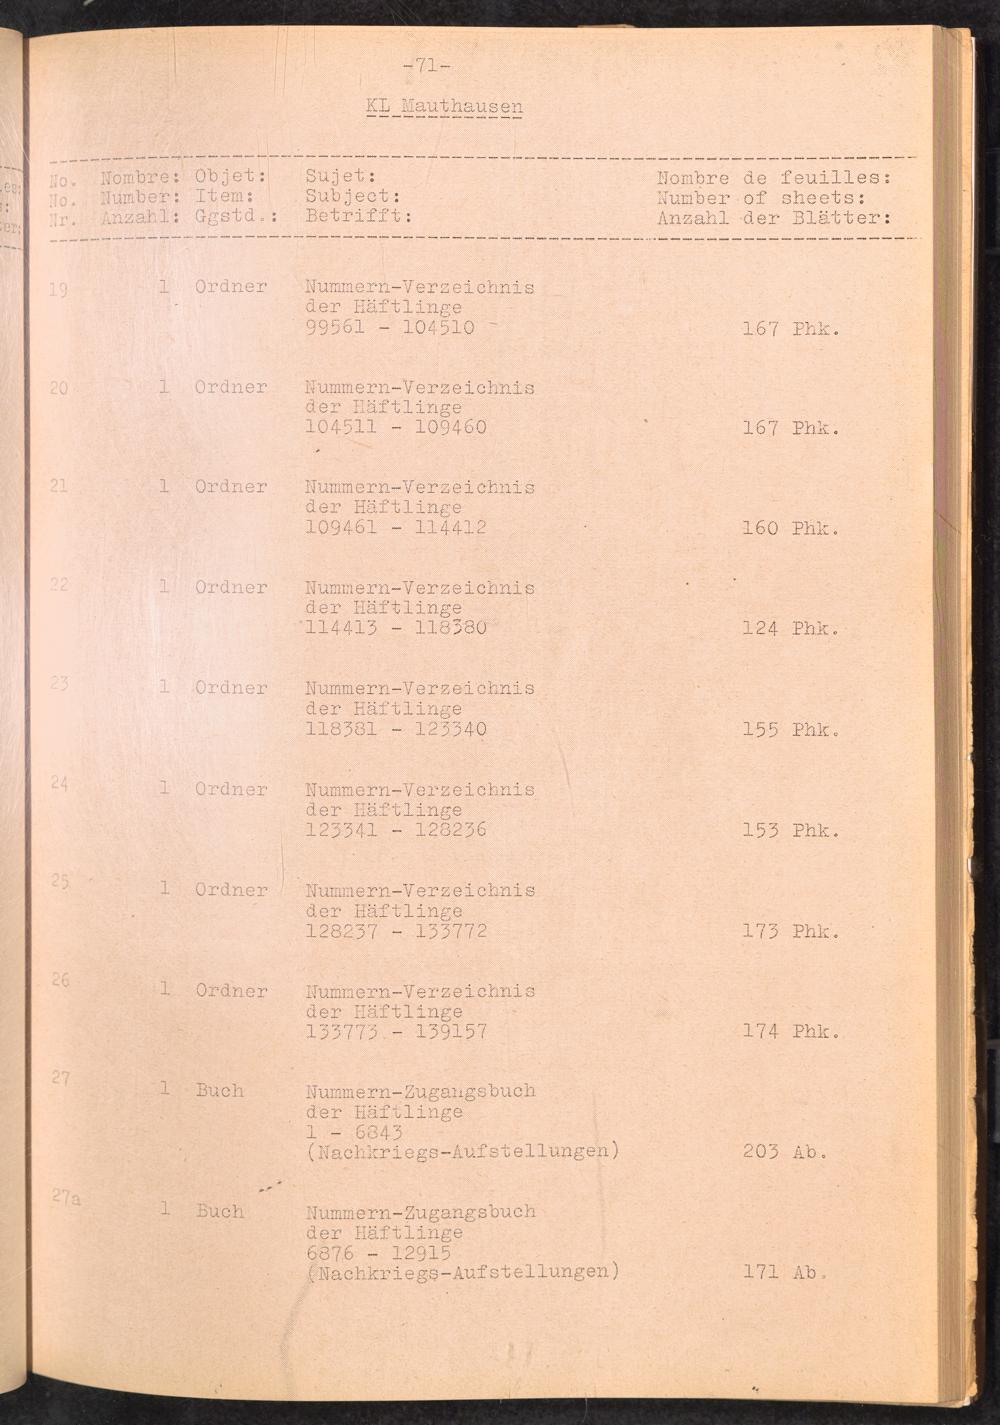 -71-
KL Mauthausen
No. Nombre: Objet: Sujet: Nombre de feuilles:
No. Number: Item: Subject: Number of sheets:
Nr. Anzahl: Ggstd.: Betrifft: Anzahl der Blätter:
19 1 Ordner Nummern-Verzeichnis
der Häftlinge
99561 - 104510 167 Phk.
20 1 Ordner Nummern-Verzeichnis
der Häftlinge
104511 - 109460 167 Phk.
21 1 Ordner Nummern-Verzeichnis
der Häftlinge
109461 - 114412 160 Phk.
22 1 Ordner Nummern-Verzeichnis
der Häftlinge
114413 - 118380 124 Phk.
23 1 Ordner Nummern-Verzeichnis
der Häftlinge
118381 - 123340 155 Phk.
24 1 Ordner Nummern-Verzeichnis
der Häftlinge
123341 - 128236 153 Phk.
25 1 Ordner Nummern-Verzeichnis
der Häftlinge
128237 - 133772 173 Phk.
26 1 Ordner Nummern-Verzeichnis
der Häftlinge
133773 - 139157 174 Phk.
27 1 Buch Nummern-Zugangsbuch
der Häftlinge
1 - 6843
(Nachkriegs-Aufstellungen) 203 Ab.
27a 1 Buch Nummern-Zugangsbuch
der Häftlinge
6876 - 12915
(Nachkriegs-Aufstellungen) 171 Ab.